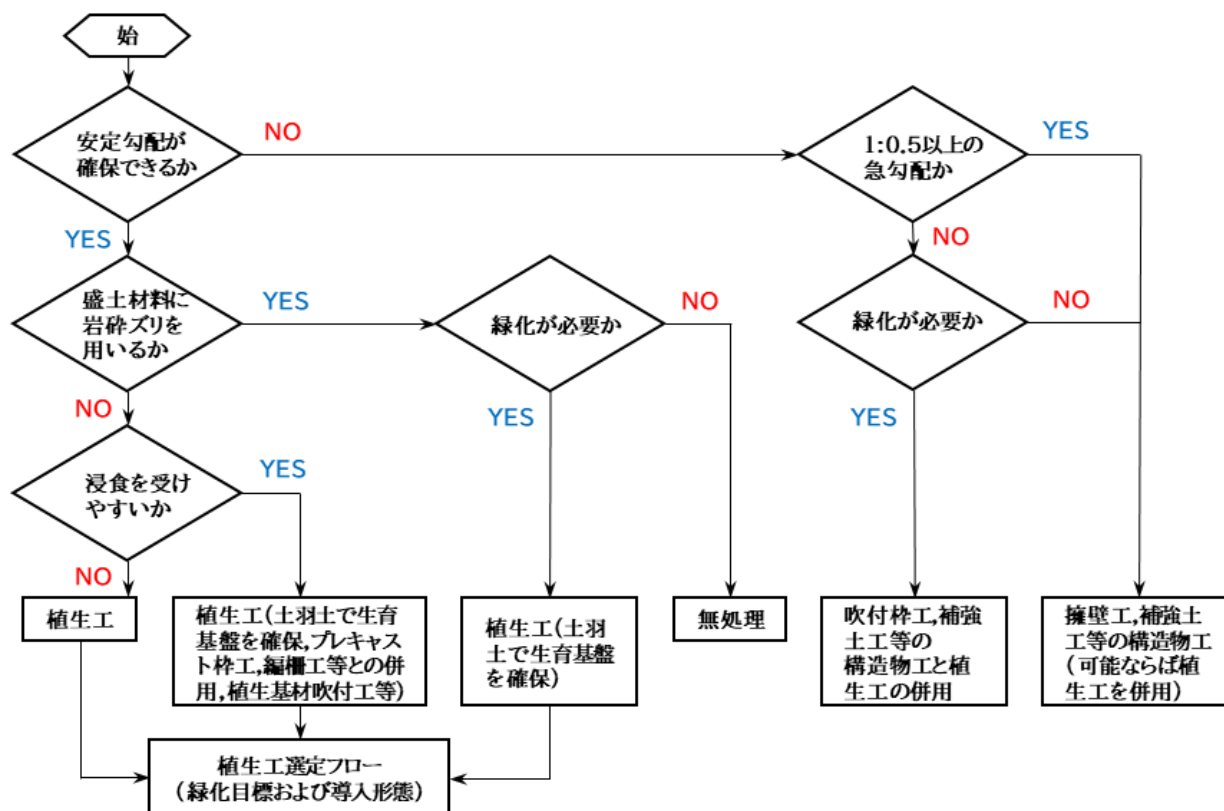 始
安定勾配が
確保できるか
NO
1:0.5以上の
急勾配か
YES
YES
NO
盛土材料に
岩砕ズリを
用いるか
YES
緑化が必要か
NO
緑化が必要か
NO
NO
YES
YES
浸食を受け
やすいか
YES
NO
植生工
植生工(土羽土で生育
基盤を確保,プレキャス
ト枠工,編柵工等との併
用,植生基材吹付工等)
植生工(土羽
土で生育基盤
を確保)
無処理
吹付枠工,補強
土工等の
構造物工と植
生工の併用
擁壁工,補強土
工等の構造物工
(可能ならば植
生工を併用)
植生工選定フロー
(緑化目標および導入形態)